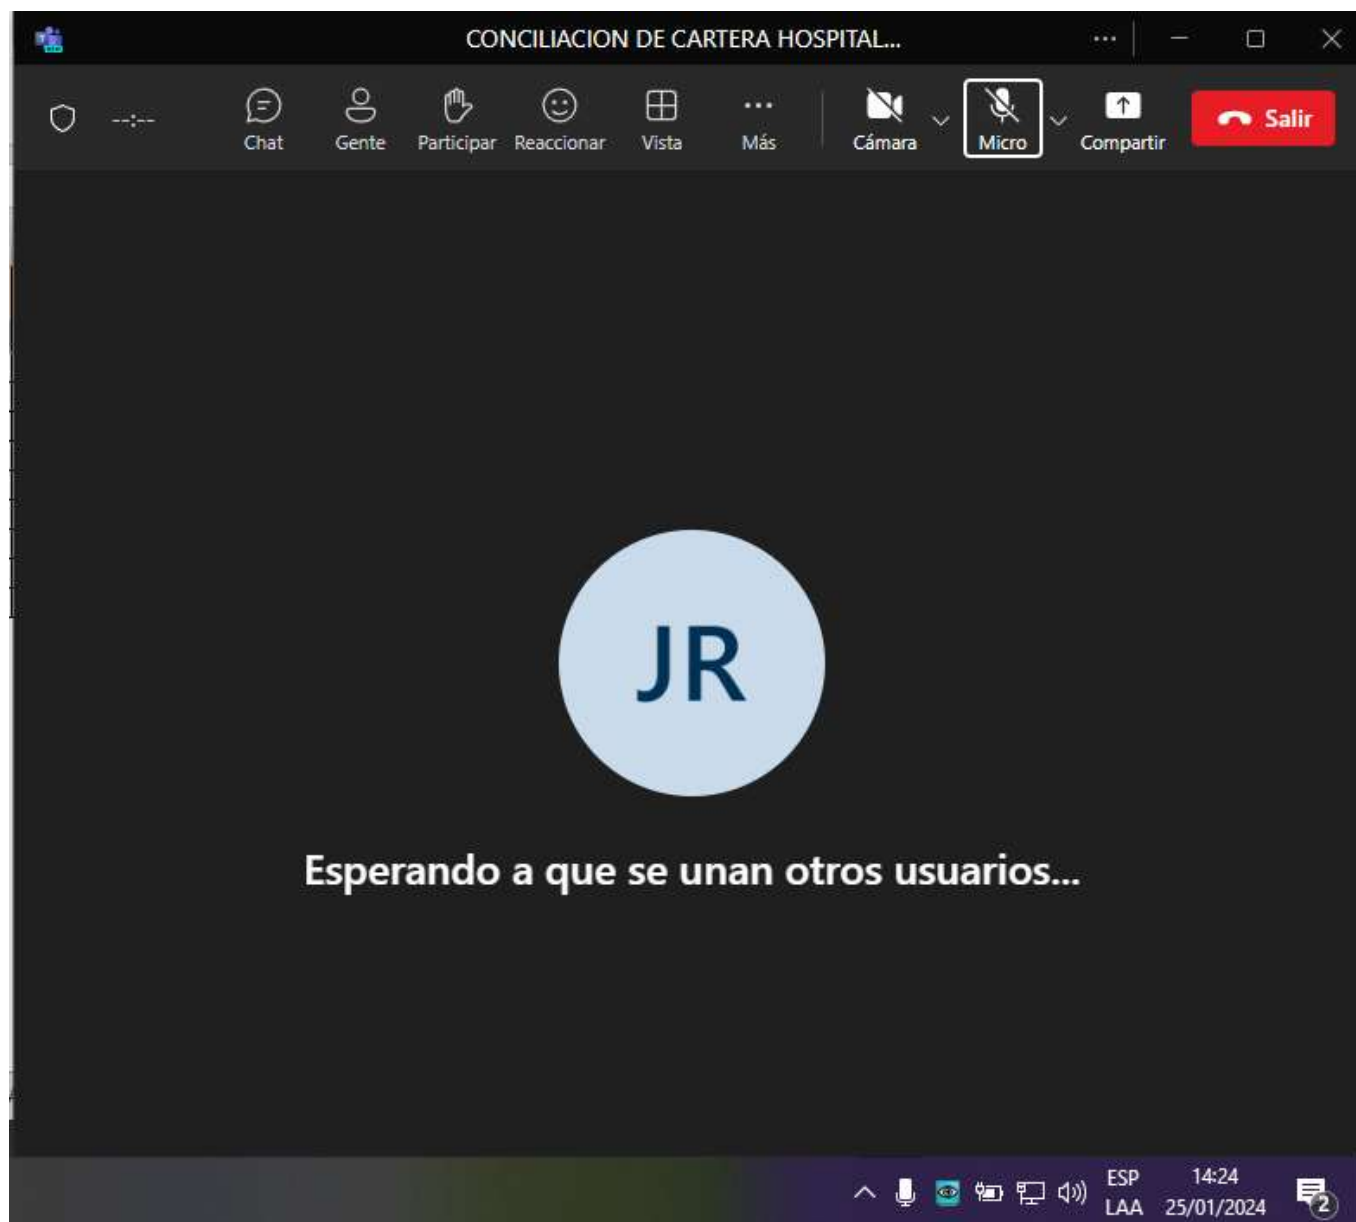 CONCILIACION DE CARTERA HOSPITAL...
--:--
Chat
Gente
Participar
Reaccionar
Vista
Más
Cámara
Micro
Compartir
Salir
JR
Esperando a que se unan otros usuarios...
ESP 14:24
LAA 25/01/2024
2